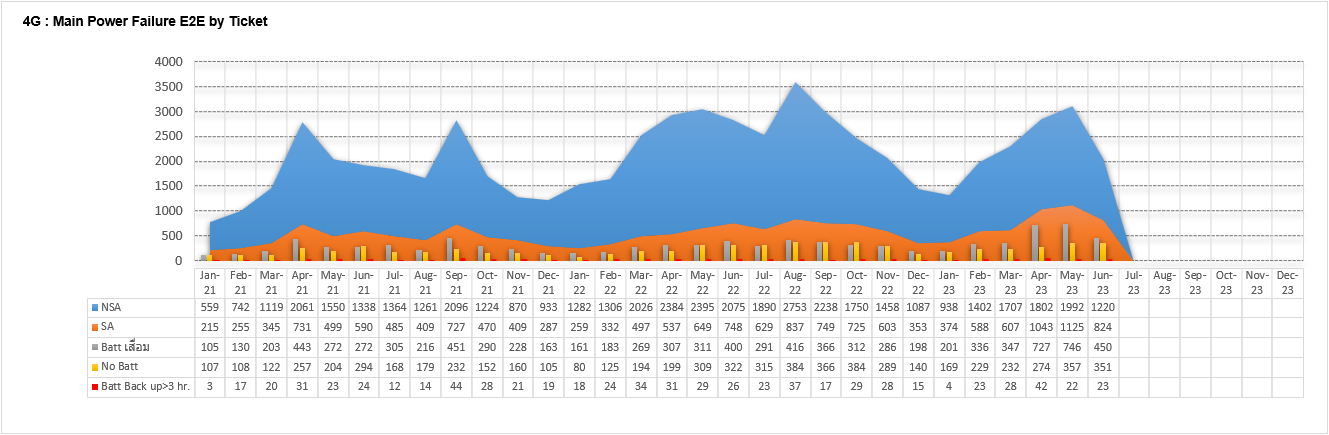 4G : Main Power Failure E2E by Ticket
4000
3500
3000
2500
2000
1500
1000
500
0
Jan-21 Feb-21 Mar-21 Apr-21 May-21 Jun-21 Jul-21 Aug-21 Sep-21 Oct-21 Nov-21 Dec-21 Jan-22 Feb-22 Mar-22 Apr-22 May-22 Jun-22 Jul-22 Aug-22 Sep-22 Oct-22 Nov-22 Dec-22 Jan-23 Feb-23 Mar-23 Apr-23 May-23 Jun-23 Jul-23 Aug-23 Sep-23 Oct-23 Nov-23 Dec-23
NSA 559 742 1119 2061 1550 1338 1364 1261 2096 1224 870 933 1282 1306 2026 2384 2395 2075 1890 2753 2238 1750 1458 1087 938 1402 1707 1802 1992 1220
SA 215 255 345 731 499 590 485 409 727 470 409 287 259 332 497 537 649 748 629 837 749 725 603 353 374 588 607 1043 1125 824
Batt เสื่อม 105 130 203 443 272 272 305 216 451 290 228 163 161 183 269 307 311 400 291 416 366 312 286 198 201 336 347 727 746 450
No Batt 107 108 122 257 204 294 168 179 232 152 160 105 80 125 194 199 309 322 315 384 366 384 289 140 169 229 232 274 357 351
Batt Back up>3 hr. 3 17 20 31 23 24 12 14 44 28 21 19 18 24 34 31 29 26 23 37 17 29 28 15 4 23 28 42 22 23